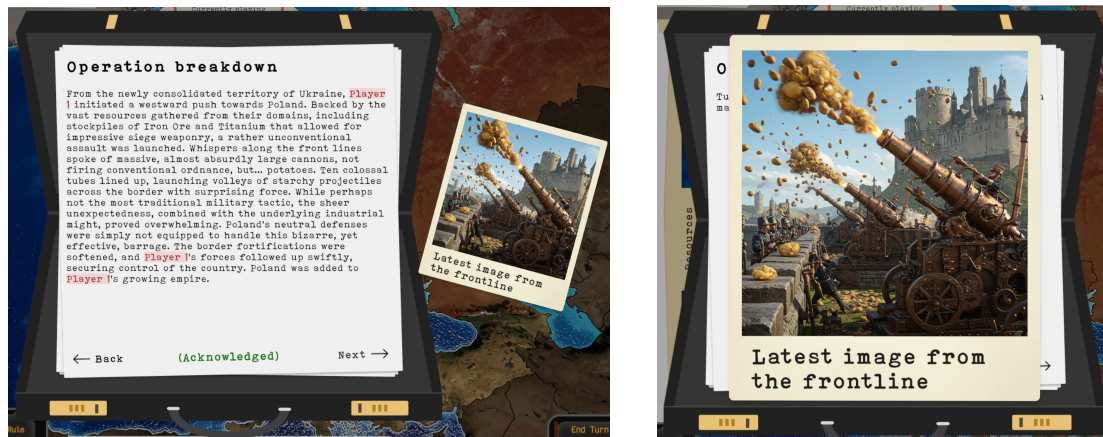 Currently playing
Operation breakdown
From the newly consolidated territory of Ukraine, Player
1 initiated a westward push towards Poland. Backed by the
vast resources gathered from their domains, including
stockpiles of Iron Ore and Titanium that allowed for
impressive siege weaponry, a rather unconventional
assault was launched. Whispers along the front lines
spoke of massive, almost absurdly large cannons, not
firing conventional ordnance, but… potatoes. Ten colossal
tubes lined up, launching volleys of starchy projectiles
across the border with surprising force. While perhaps
not the most traditional military tactic, the sheer
unexpectedness, combined with the underlying industrial
might, proved overwhelming. Poland's neutral defenses
were simply not equipped to handle this bizarre, yet
effective, barrage. The border fortifications were
softened, and Player 1's forces followed up swiftly,
securing control of the country. Poland was added to
Player 1's growing empire.
← Back
(Acknowledged)
Next →
Latest image from
the frontline
Rule
End Turn
Currently playing
O
Tu
ma
Resources
Latest image from
the frontline